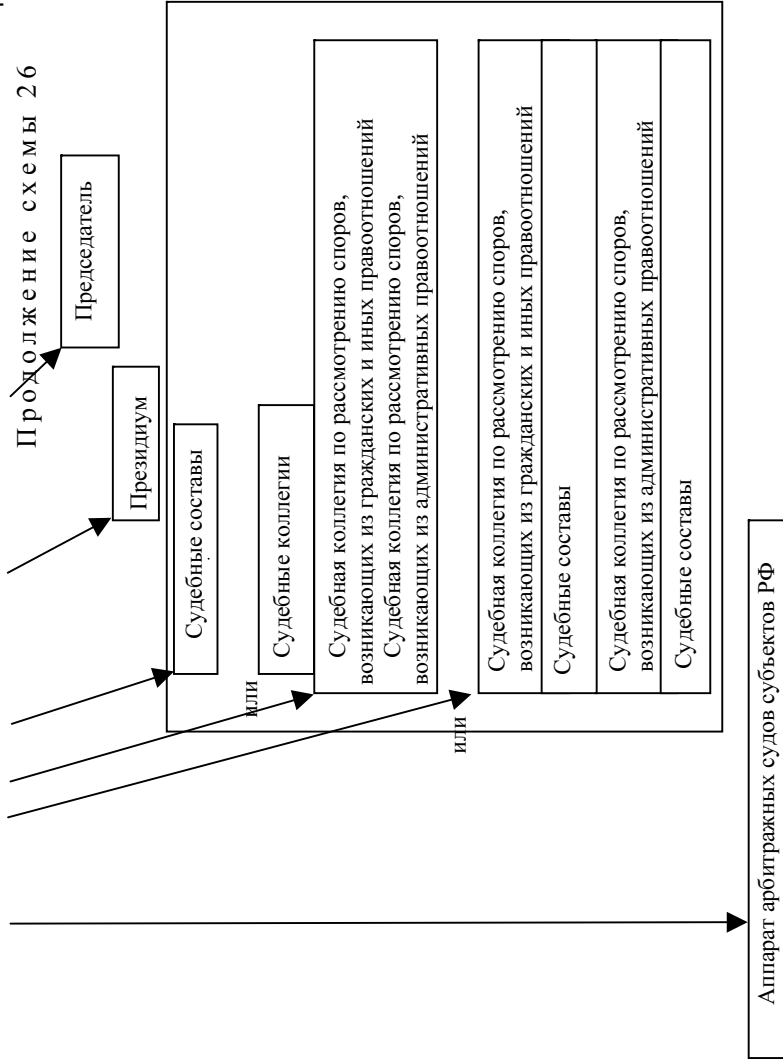 Продолжение схемы 26
Председатель
Президиум
Судебные составы
или
Судебные коллегии
Судебная коллегия по рассмотрению споров,
возникающих из гражданских и иных правоотношений
Судебная коллегия по рассмотрению споров,
возникающих из административных правоотношений
или
Судебная коллегия по рассмотрению споров,
возникающих из гражданских и иных правоотношений
Судебные составы
Судебная коллегия по рассмотрению споров,
возникающих из административных правоотношений
Судебные составы
Аппарат арбитражных судов субъектов РФ